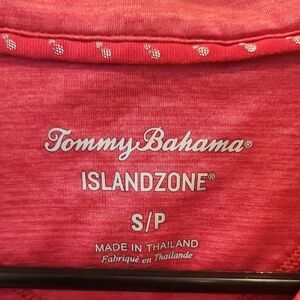 Tommy Bahama®
ISLANDZONE®
S/P
MADE IN THAILAND
Fabriqué en Thaïlande